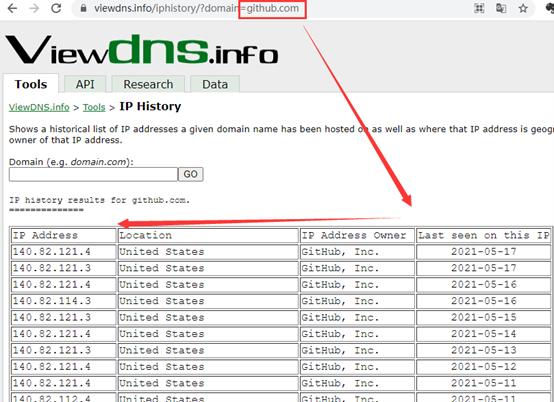 viewdns.info/iphistory/?domain=github.com
ViewDNS.info
Tools
API
Research
Data
ViewDNS.info > Tools > IP History
Shows a historical list of IP addresses a given domain name has been hosted on as well as where that IP address is geog
owner of that IP address.
Domain (e.g. domain.com):
GO
IP history results for github.com.
==============
IP Address Location IP Address Owner Last seen on this IP
140.82.121.4 United States GitHub, Inc. 2021-05-17
140.82.121.3 United States GitHub, Inc. 2021-05-17
140.82.121.4 United States GitHub, Inc. 2021-05-16
140.82.114.3 United States GitHub, Inc. 2021-05-16
140.82.121.3 United States GitHub, Inc. 2021-05-15
140.82.121.4 United States GitHub, Inc. 2021-05-14
140.82.121.3 United States GitHub, Inc. 2021-05-13
140.82.121.4 United States GitHub, Inc. 2021-05-12
140.82.121.4 United States GitHub, Inc. 2021-05-11
140.82.112.4 United States GitHub, Inc. 2021-05-11